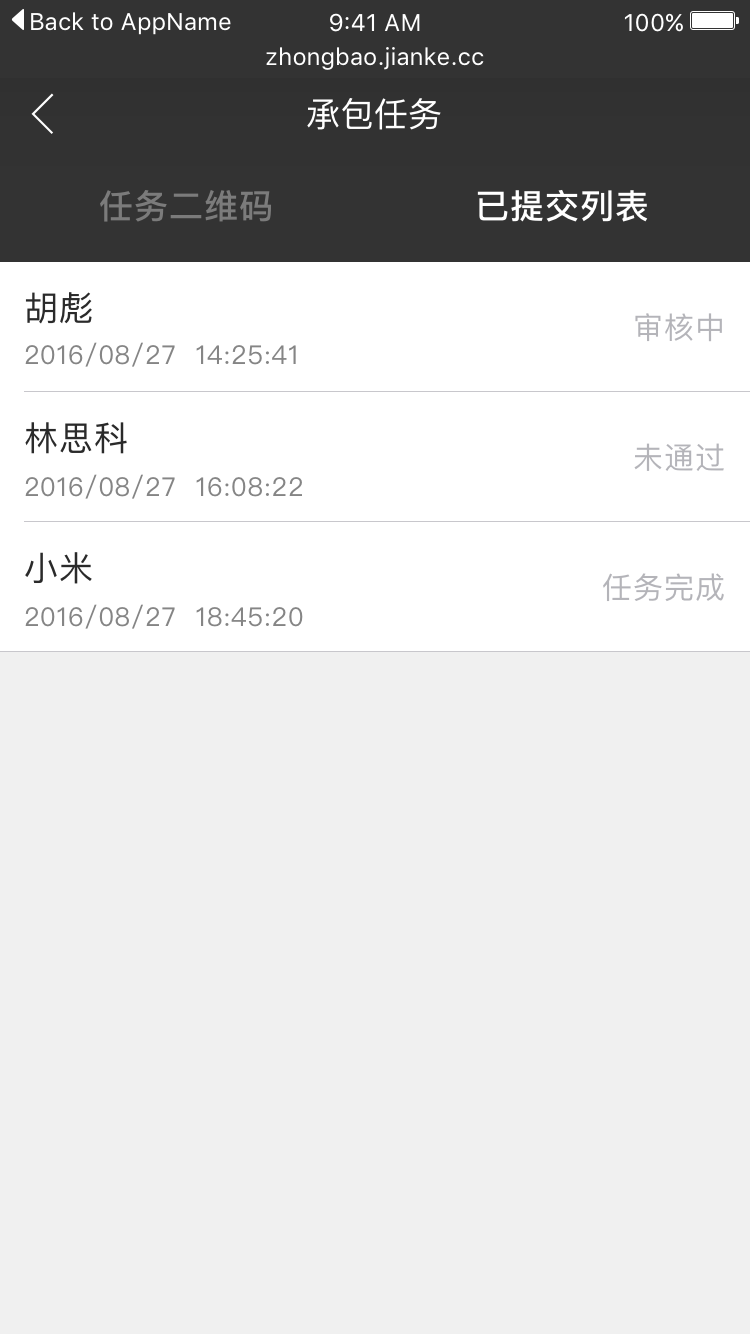 Back to AppName 9:41 AM 100%
zhongbao.jianke.cc
承包任务
任务二维码 已提交列表
胡彪
审核中
2016/08/27 14:25:41
林思科
未通过
2016/08/27 16:08:22
小米
任务完成
2016/08/27 18:45:20